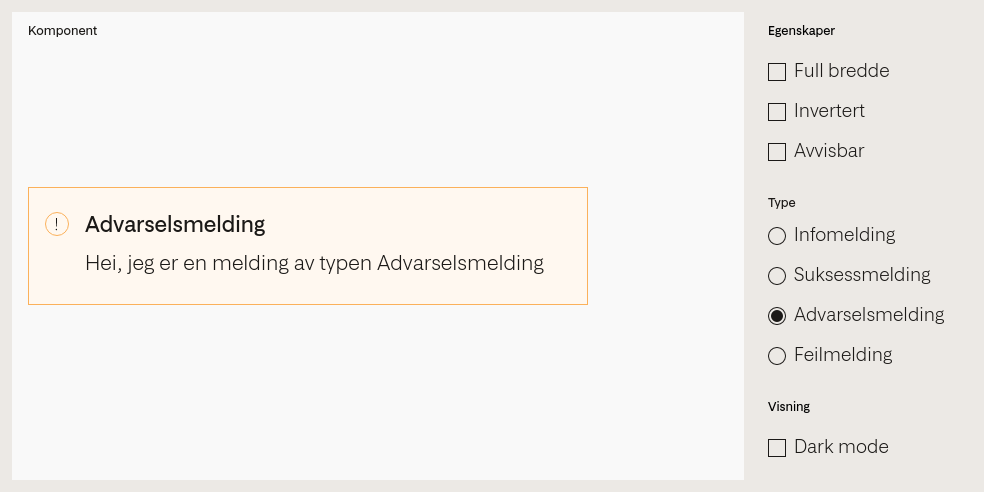 Komponent
!
Advarselsmelding
Hei, jeg er en melding av typen Advarselsmelding
Egenskaper
Full bredde
Invertert
Avvisbar
Type
Infomelding
Suksessmelding
Advarselsmelding
Feilmelding
Visning
Dark mode